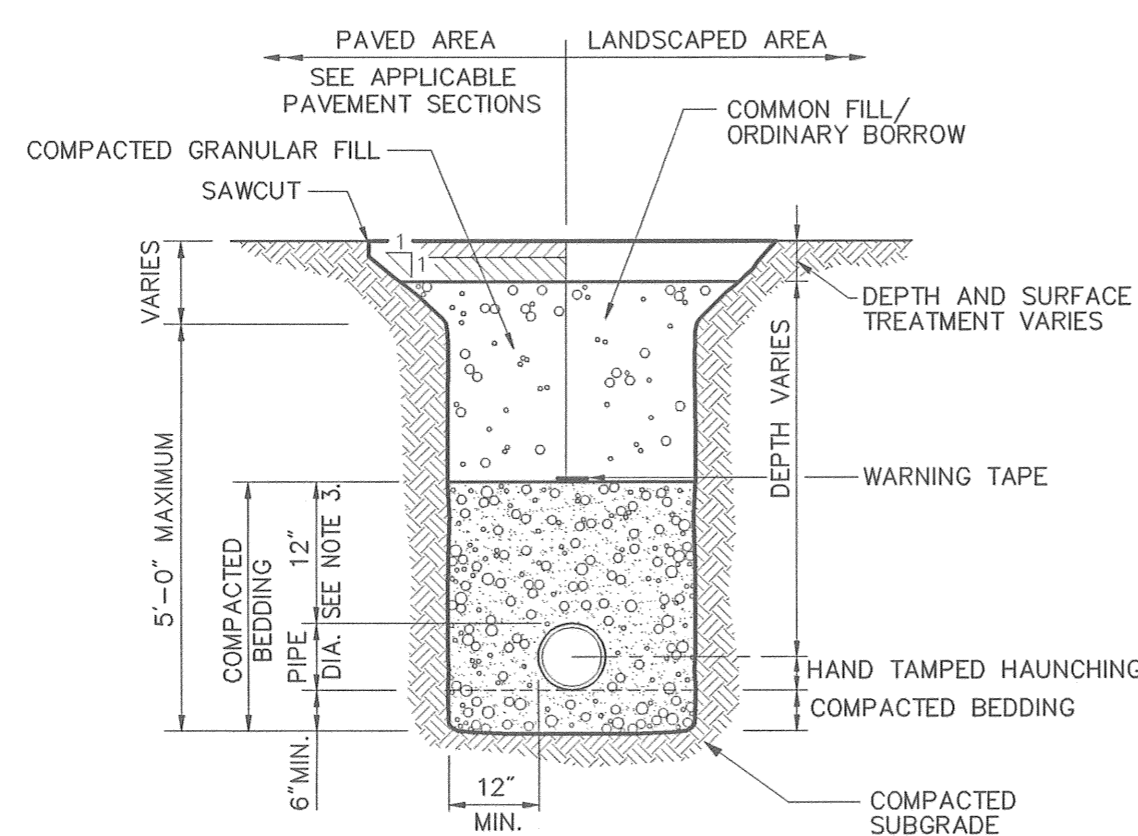 PAVED AREA
LANDSCAPED AREA
SEE APPLICABLE
PAVEMENT SECTIONS
COMMON FILL/
ORDINARY BORROW
COMPACTED GRANULAR FILL
SAWCUT
1
1
VARIES
DEPTH AND SURFACE
TREATMENT VARIES
DEPTH VARIES
WARNING TAPE
5'-0" MAXIMUM
COMPACTED
BEDDING
12"
SEE NOTE 3.
PIPE
DIA.
HAND TAMPED HAUNCHING
COMPACTED BEDDING
6"MIN.
12"
MIN.
COMPACTED
SUBGRADE